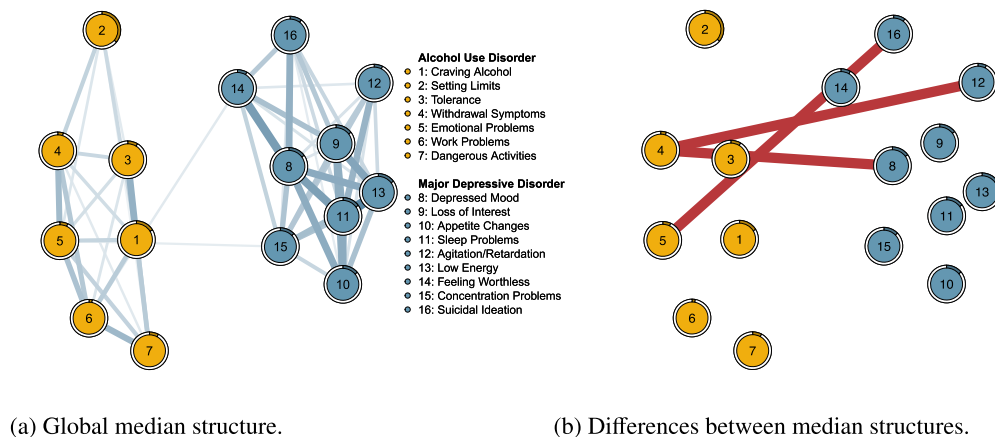 2
16
14
12
4
3
9
8
13
11
5
1
15
10
6
7
Alcohol Use Disorder
1: Craving Alcohol
2: Setting Limits
3: Tolerance
4: Withdrawal Symptoms
5: Emotional Problems
6: Work Problems
7: Dangerous Activities
Major Depressive Disorder
8: Depressed Mood
9: Loss of Interest
10: Appetite Changes
11: Sleep Problems
12: Agitation/Retardation
13: Low Energy
14: Feeling Worthless
15: Concentration Problems
16: Suicidal Ideation
2
16
14
12
4
3
9
8
13
11
5
1
15
10
6
7
(a) Global median structure.
(b) Differences between median structures.